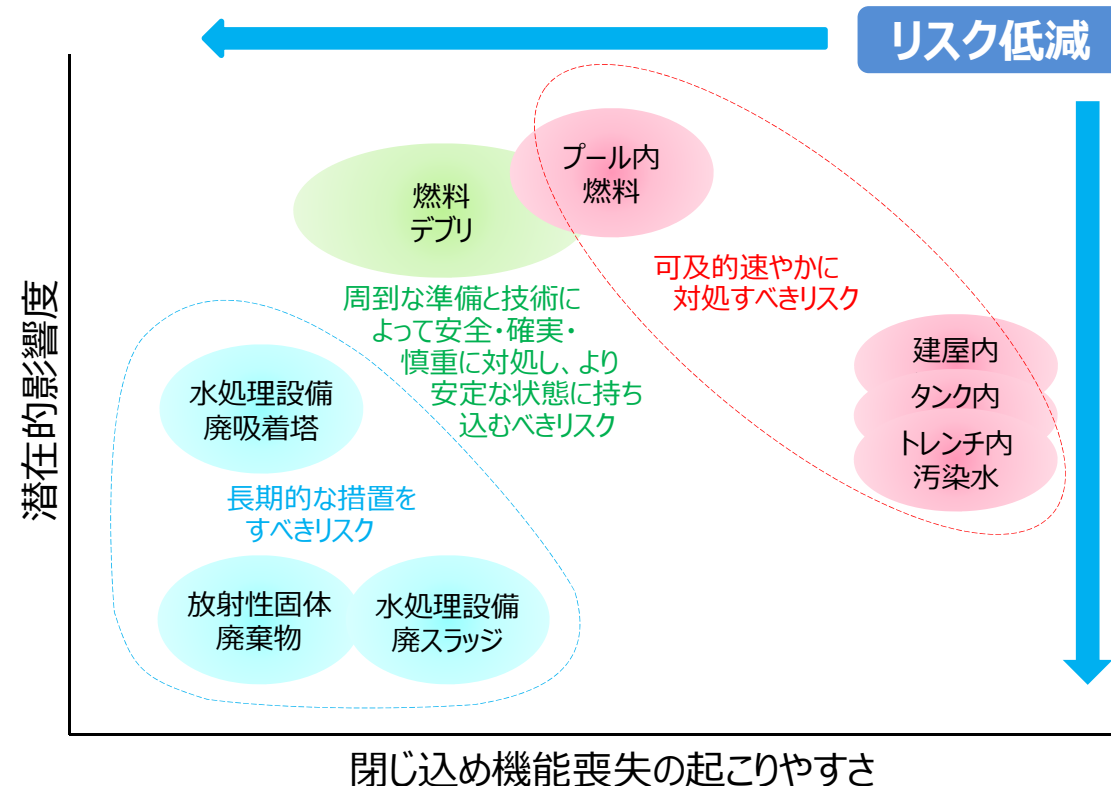 リスク低減
プール内
燃料
燃料
デブリ
可及的速やかに
対処すべきリスク
周到な準備と技術に
よって安全・確実・
慎重に対処し、より
安定な状態に持ち
込むべきリスク
建屋内
タンク内
トレンチ内
汚染水
水処理設備
廃吸着塔
長期的な措置を
すべきリスク
放射性固体
廃棄物
水処理設備
廃スラッジ
潜在的影響度
閉じ込め機能喪失の起こりやすさ